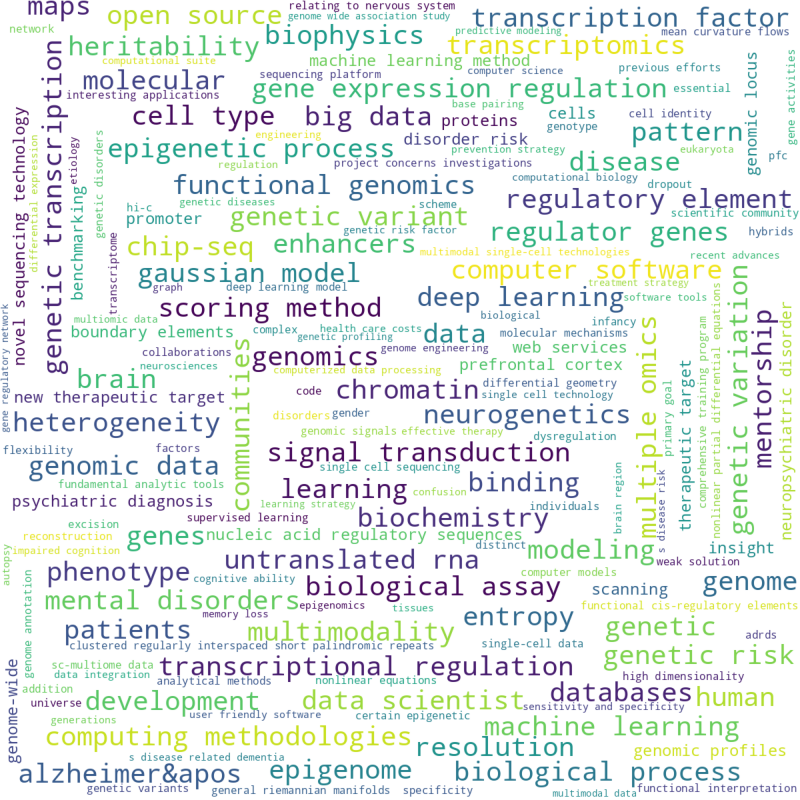 maps
open source
relating to nervous system
genome wide association study
transcription factor
network
heritability
biophysics
predictive modeling
transcriptomics
mean curvature flows
computational suite
machine learning method
molecular
sequencing platform
computer science
previous efforts
interesting applications
gene expression regulation
essential
genomic locus
gene activities
cell type
big data
base pairing
proteins
cells
cell identity
genotype
pattern
engineering
disorder risk
epigenetic process
prevention strategy
eukaryota
regulation
project concerns investigations
disease
pfc
functional genomics
computational biology
dropout
regulatory element
genetic diseases
scheme
hi-c
promoter
genetic variant
scientific community
genetic risk factor
regulator genes
hybrids
chip-seq
enhancers
multimodal single-cell technologies
recent advances
gaussian model
computer software
treatment strategy
graph
deep learning model
deep learning
software tools
scoring method
multiomic data
biological
infancy
boundary elements
complex
health care costs
genetic profiling
data
molecular mechanisms
web services
collaborations
genomics
genome engineering
neurosciences
computerized data processing
prefrontal cortex
brain
code
chromatin
differential geometry
single cell technology
new therapeutic target
disorders
gender
neurogenetics
heterogeneity
factors
genomic signals
effective therapy
dysregulation
flexibility
signal transduction
genomic data
single cell sequencing
fundamental analytic tools
learning
confusion
binding
psychiatric diagnosis
learning strategy
individuals
supervised learning
biochemistry
excision
reconstruction
genes
nucleic acid regulatory sequences
distinct
modeling
insight
impaired cognition
untranslated rna
weak solution
phenotype
cognitive ability
biological assay
computer models
scanning
genome
mental disorders
epigenomics
memory loss
tissues
entropy
functional cis-regulatory elements
patients
multimodality
genetic
adrds
clustered regularly interspaced short palindromic repeats
single-cell data
genetic risk
sc-multiome data
data integration
transcriptional regulation
analytical methods
nonlinear equations
high dimensionality
addition
universe
development
data scientist
databases
human
sensitivity and specificity
generations
user friendly software
certain epigenetic
machine learning
computing methodologies
resolution
genomic profiles
s disease related dementia
alzheimer&apos
epigenome
biological process
functional interpretation
genetic variants
general riemannian manifolds
specificity
multimodal data
novel sequencing technology
differential expression
genetic transcription
etiology
benchmarking
genetic disorders
transcriptome
gene regulatory network
communities
brain region
multiple omics
s disease risk
primary goal
therapeutic target
comprehensive training program
nonlinear partial differential equations
genetic variation
mentorship
neuropsychiatric disorder
autopsy
genome annotation
genome-wide